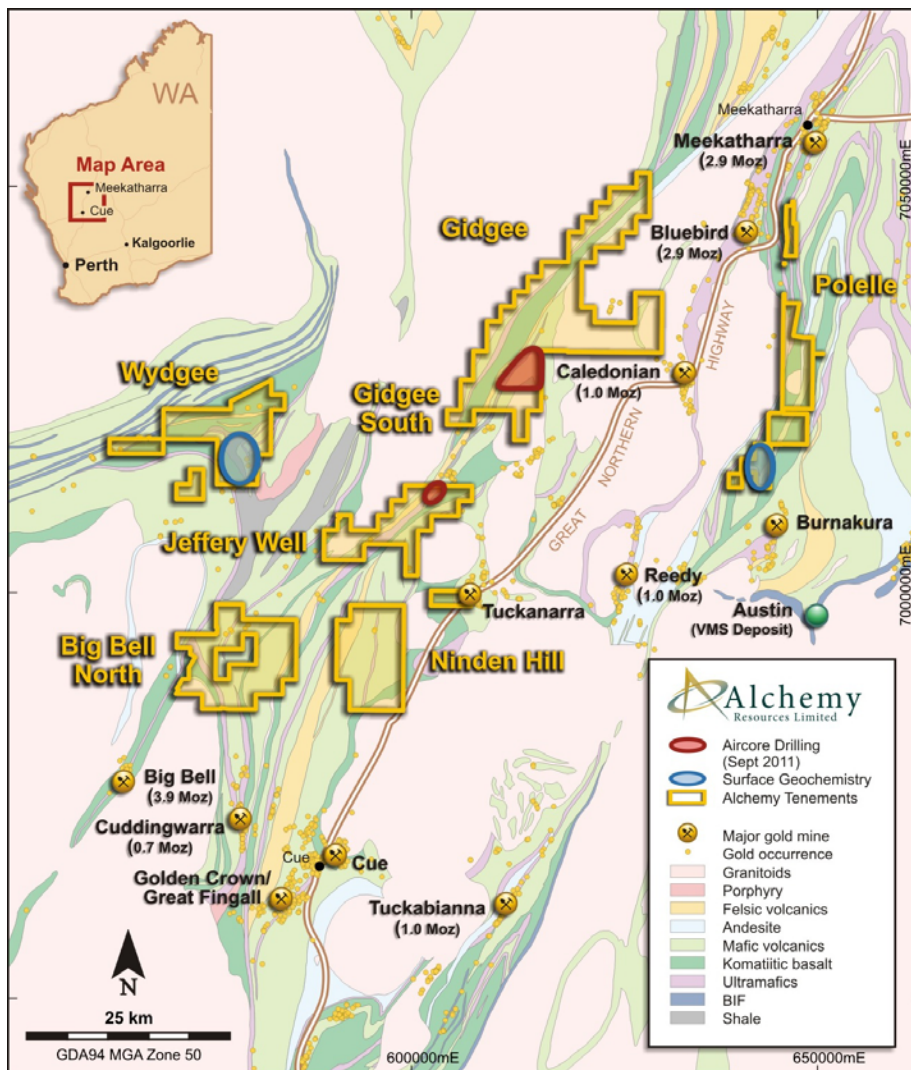 WA
Map Area
Meekatharra
Cue
Kalgoorlie
Perth
Meekatharra
Meekatharra
(2.9 Moz)
7050000mE
Gidgee
Bluebird
(2.9 Moz)
Polelle
HIGHWAY
Wydgee
Caledonian
(1.0 Moz)
Gidgee
South
NORTHERN
GREAT
Burnakura
Jeffery Well
Reedy
(1.0 Moz)
Tuckanarra
Austin
(VMS Deposit)
7000000mE
Big Bell
North
Ninden Hill
Alchemy
Resources Limited
Aircore Drilling
(Sept 2011)
Surface Geochemistry
Alchemy Tenements
Major gold mine
Gold occurrence
Granitoids
Porphyry
Felsic volcanics
Andesite
Mafic volcanics
Komatiitic basalt
Ultramafics
BIF
Shale
Big Bell
(3.9 Moz)
Cuddingwarra
(0.7 Moz)
Cue
Cue
Golden Crown/
Great Fingall
Tuckabianna
(1.0 Moz)
N
25 km
GDA94 MGA Zone 50
600000mE
650000mE